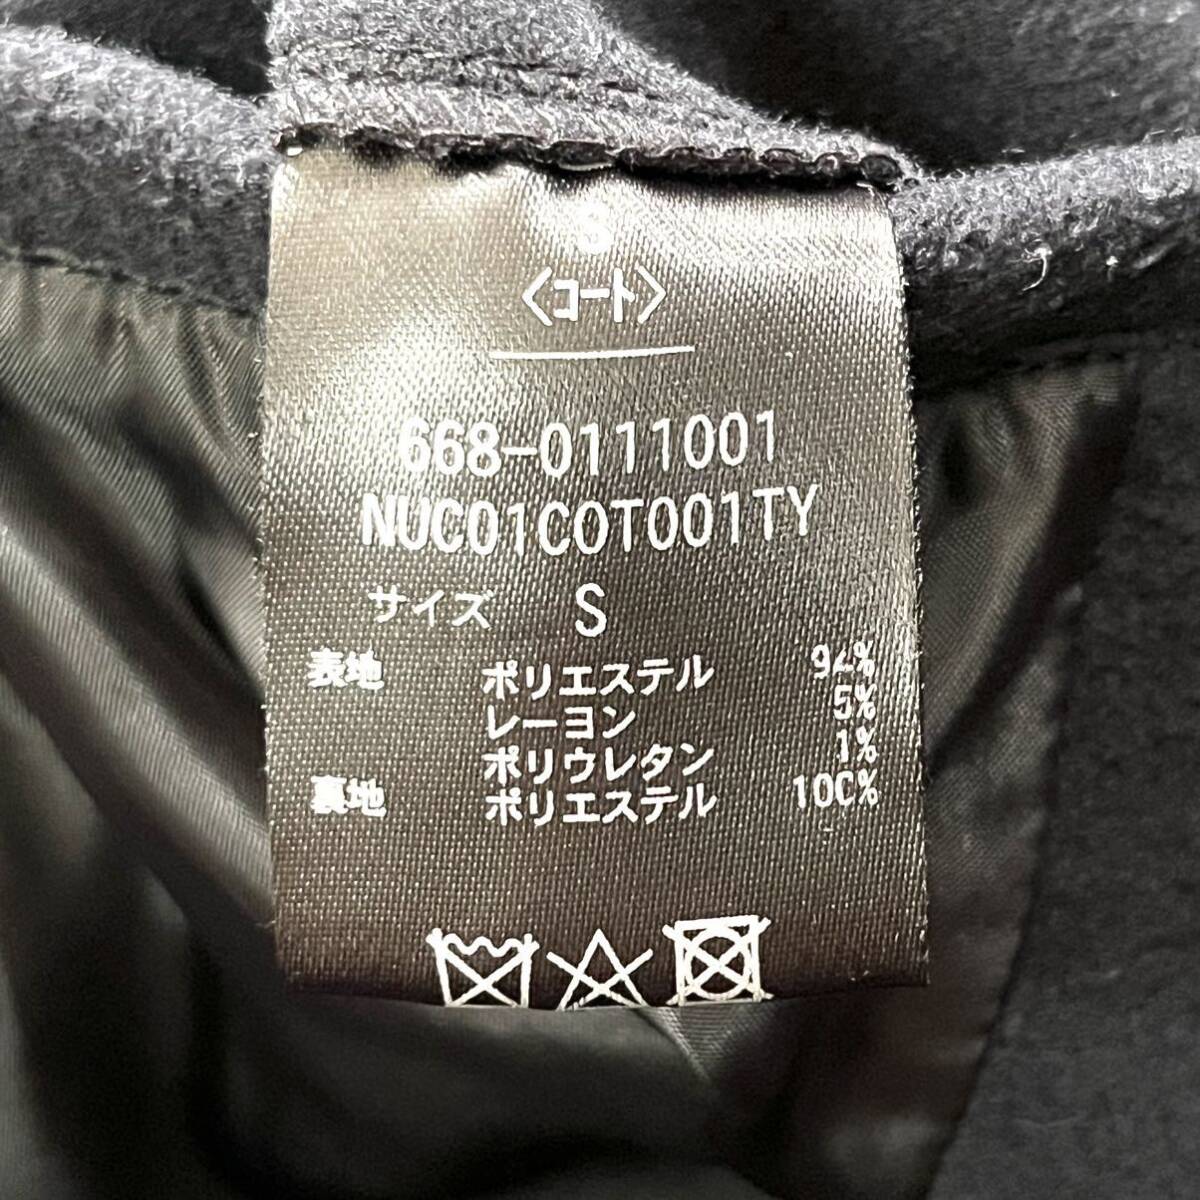 S
〈コート〉
668-0111001
NUC01COT001TY
サイズ S
表地 ポリエステル 94%
レーヨン 5%
ポリウレタン 1%
裏地 ポリエステル 100%